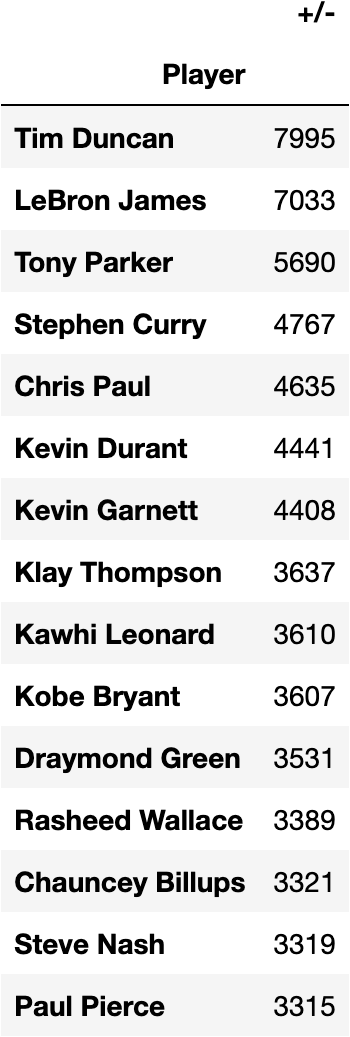 +/-
Player
Tim Duncan 7995
LeBron James 7033
Tony Parker 5690
Stephen Curry 4767
Chris Paul 4635
Kevin Durant 4441
Kevin Garnett 4408
Klay Thompson 3637
Kawhi Leonard 3610
Kobe Bryant 3607
Draymond Green 3531
Rasheed Wallace 3389
Chauncey Billups 3321
Steve Nash 3319
Paul Pierce 3315